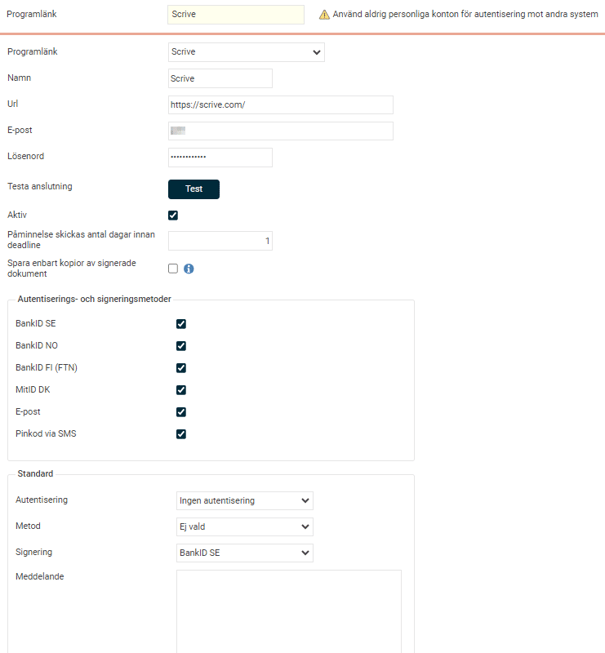 Programlänk Scrive Använd aldrig personliga konton för autentisering mot andra system
Programlänk Scrive
Namn Scrive
Url https://scrive.com/
E-post
Lösenord ••••••••••••
Testa anslutning Test
Aktiv
Påminnelse skickas antal dagar innan
deadline 1
Spara enbart kopior av signerade
dokument
Autentiserings- och signeringsmetoder
BankID SE
BankID NO
BankID FI (FTN)
MitID DK
E-post
Pinkod via SMS
Standard
Autentisering Ingen autentisering
Metod Ej vald
Signering BankID SE
Meddelande